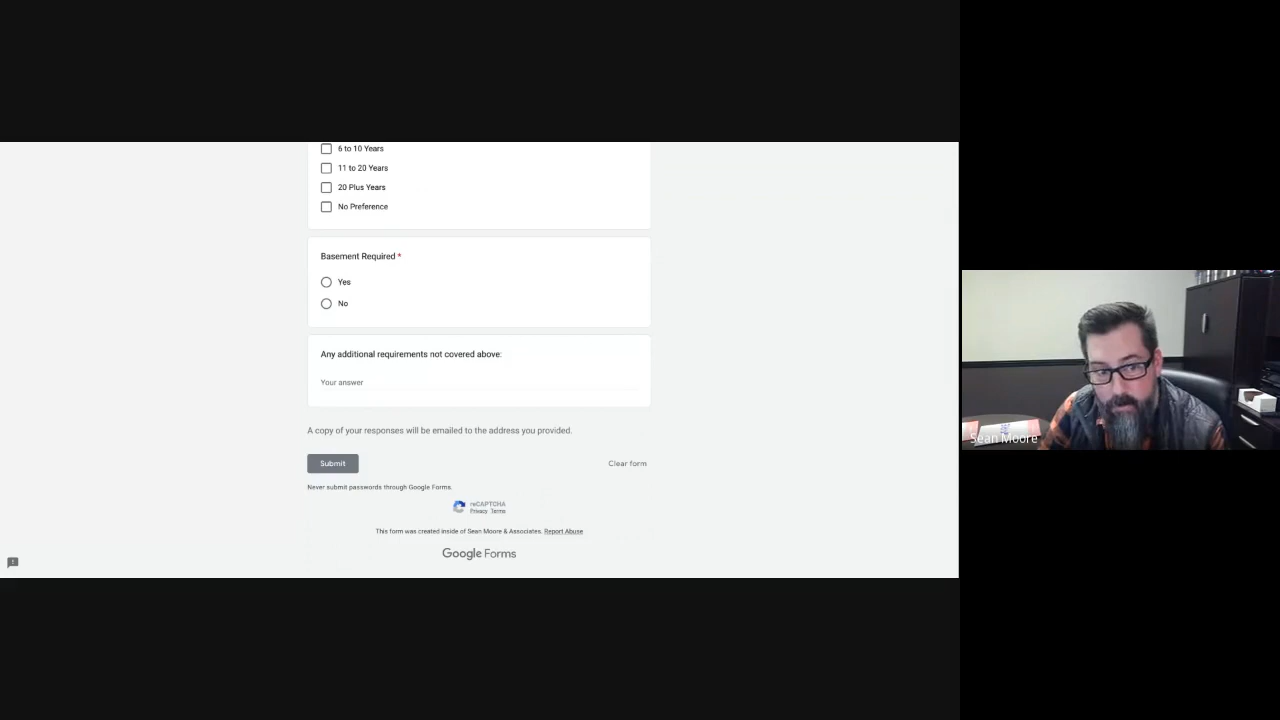 6 to 10 Years
11 to 20 Years
20 Plus Years
No Preference
Basement Required *
Yes
No
Any additional requirements not covered above:
Your answer
A copy of your responses will be emailed to the address you provided.
Submit
Clear form
Never submit passwords through Google Forms.
reCAPTCHA
Privacy Terms
This form was created inside of Sean Moore & Associates. Report Abuse
Google Forms
Sean Moore